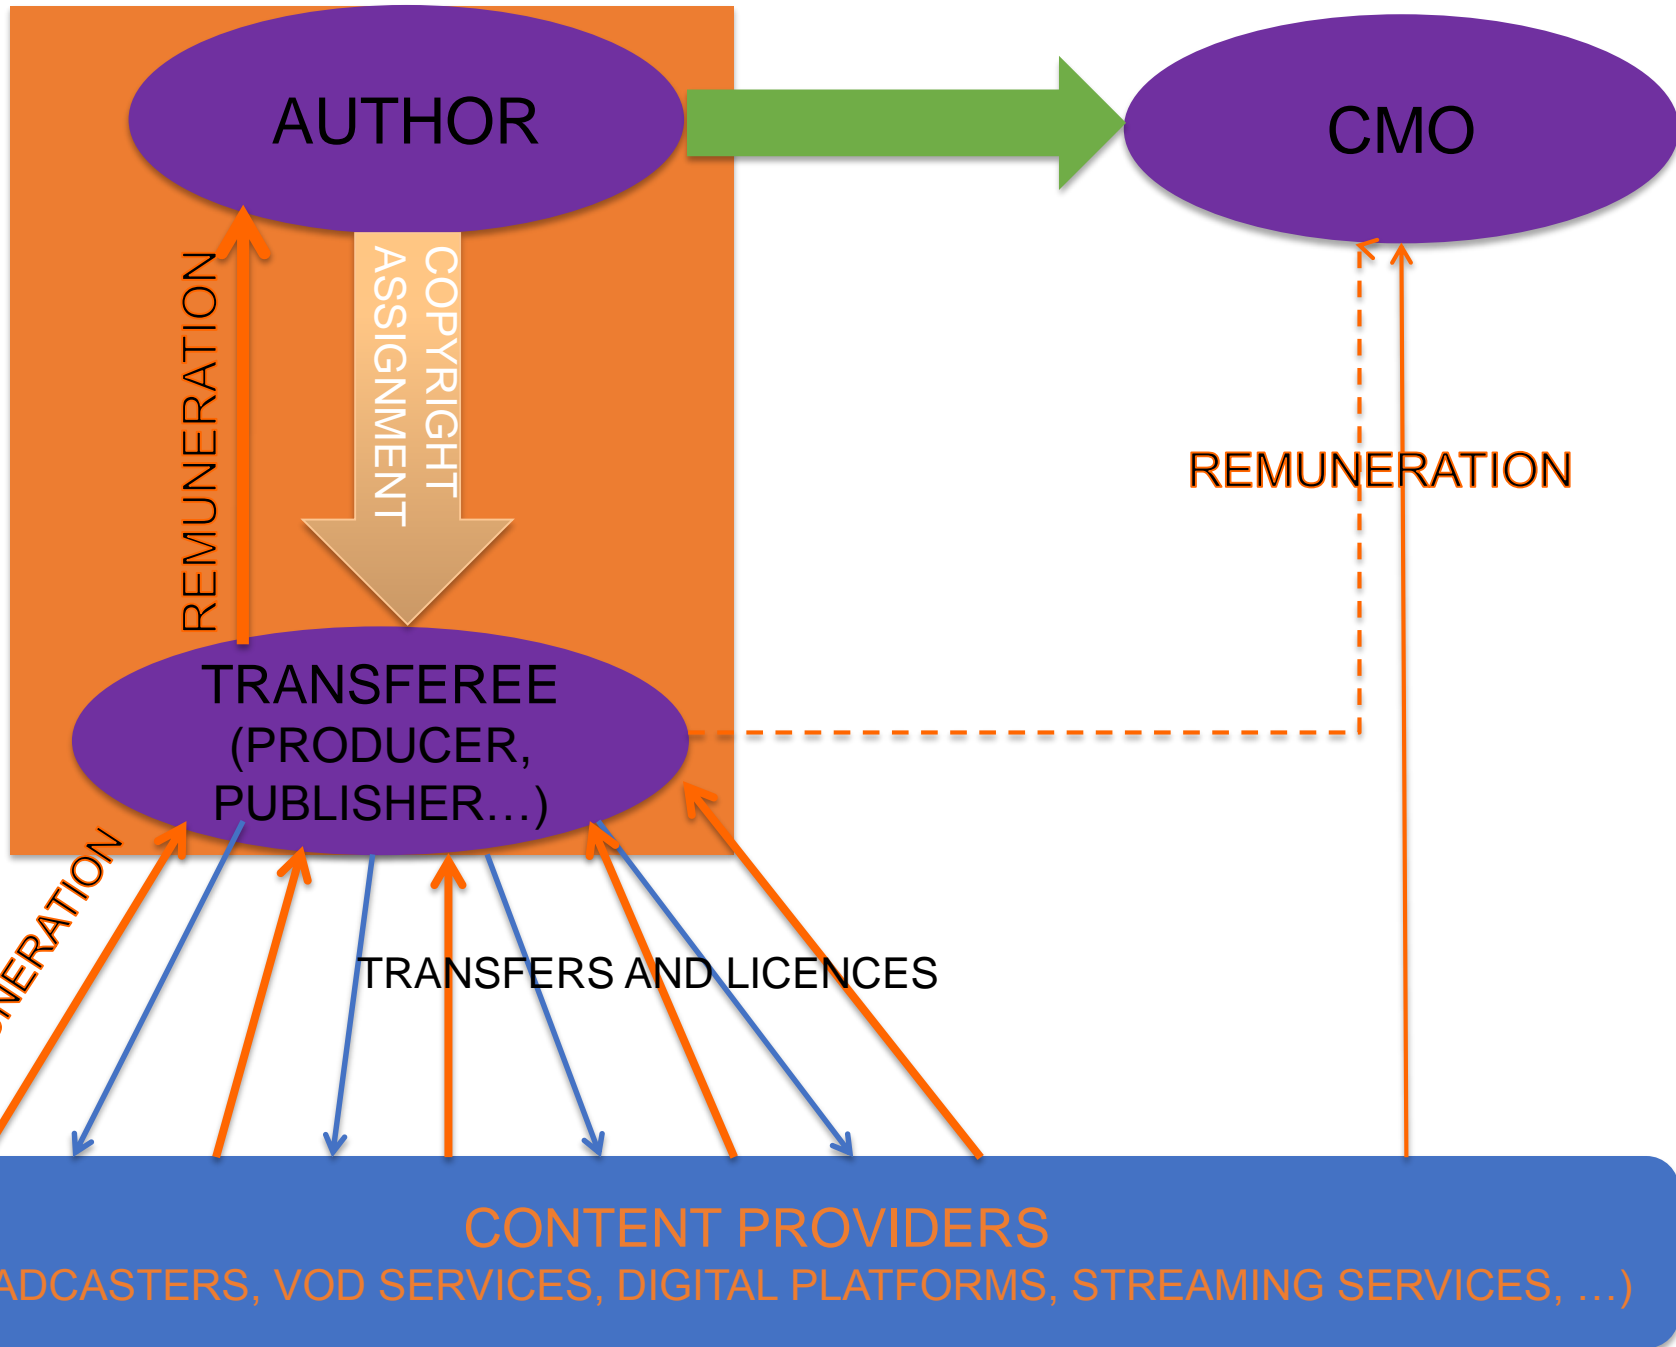 AUTHOR
CMO
REMUNERATION
COPYRIGHT
ASSIGNMENT
REMUNERATION
TRANSFEREE
(PRODUCER,
PUBLISHER…)
TRANSFERS AND LICENCES
CONTENT PROVIDERS
VOD SERVICES, DIGITAL PLATFORMS, STREAMING SERVICES, …)